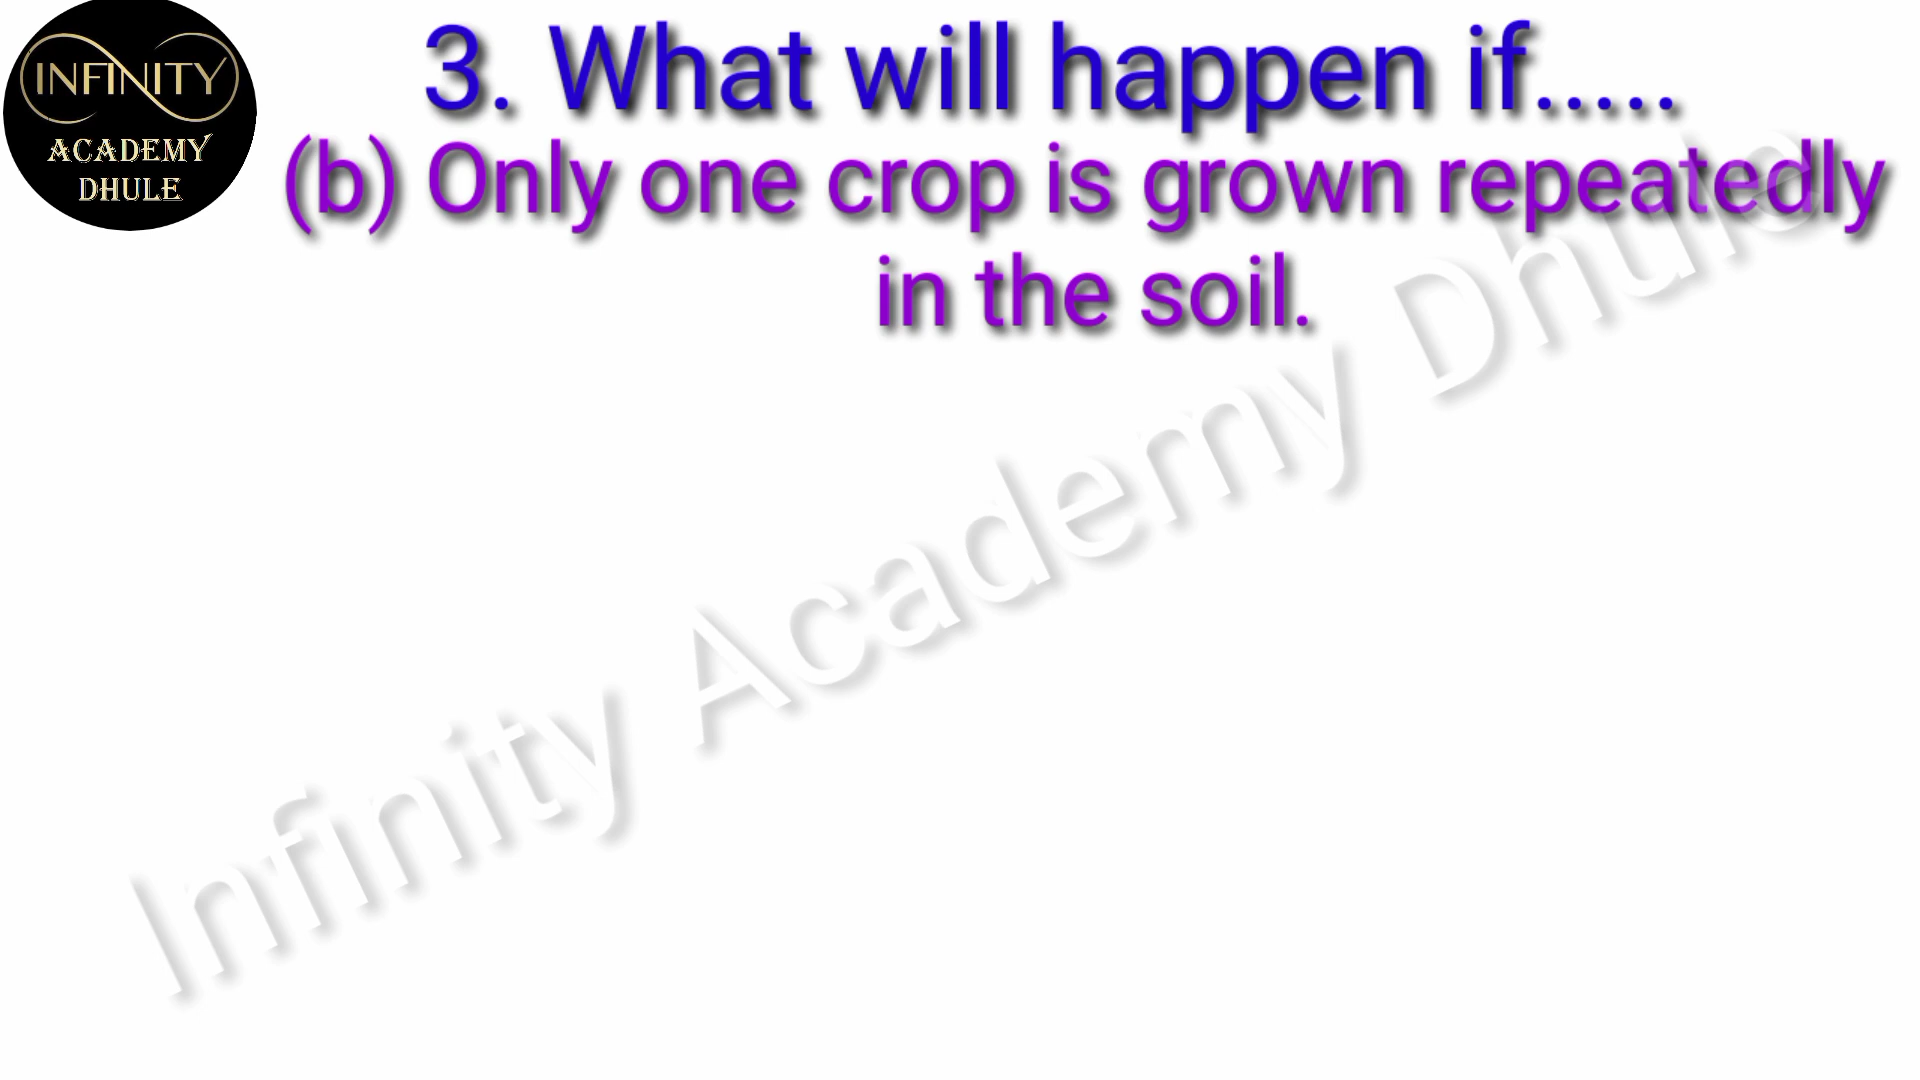 INFINITY
ACADEMY
DHULE
3. What will happen if.....
(b) Only one crop is grown repeatedly
in the soil.
Infinity Academy Dhule